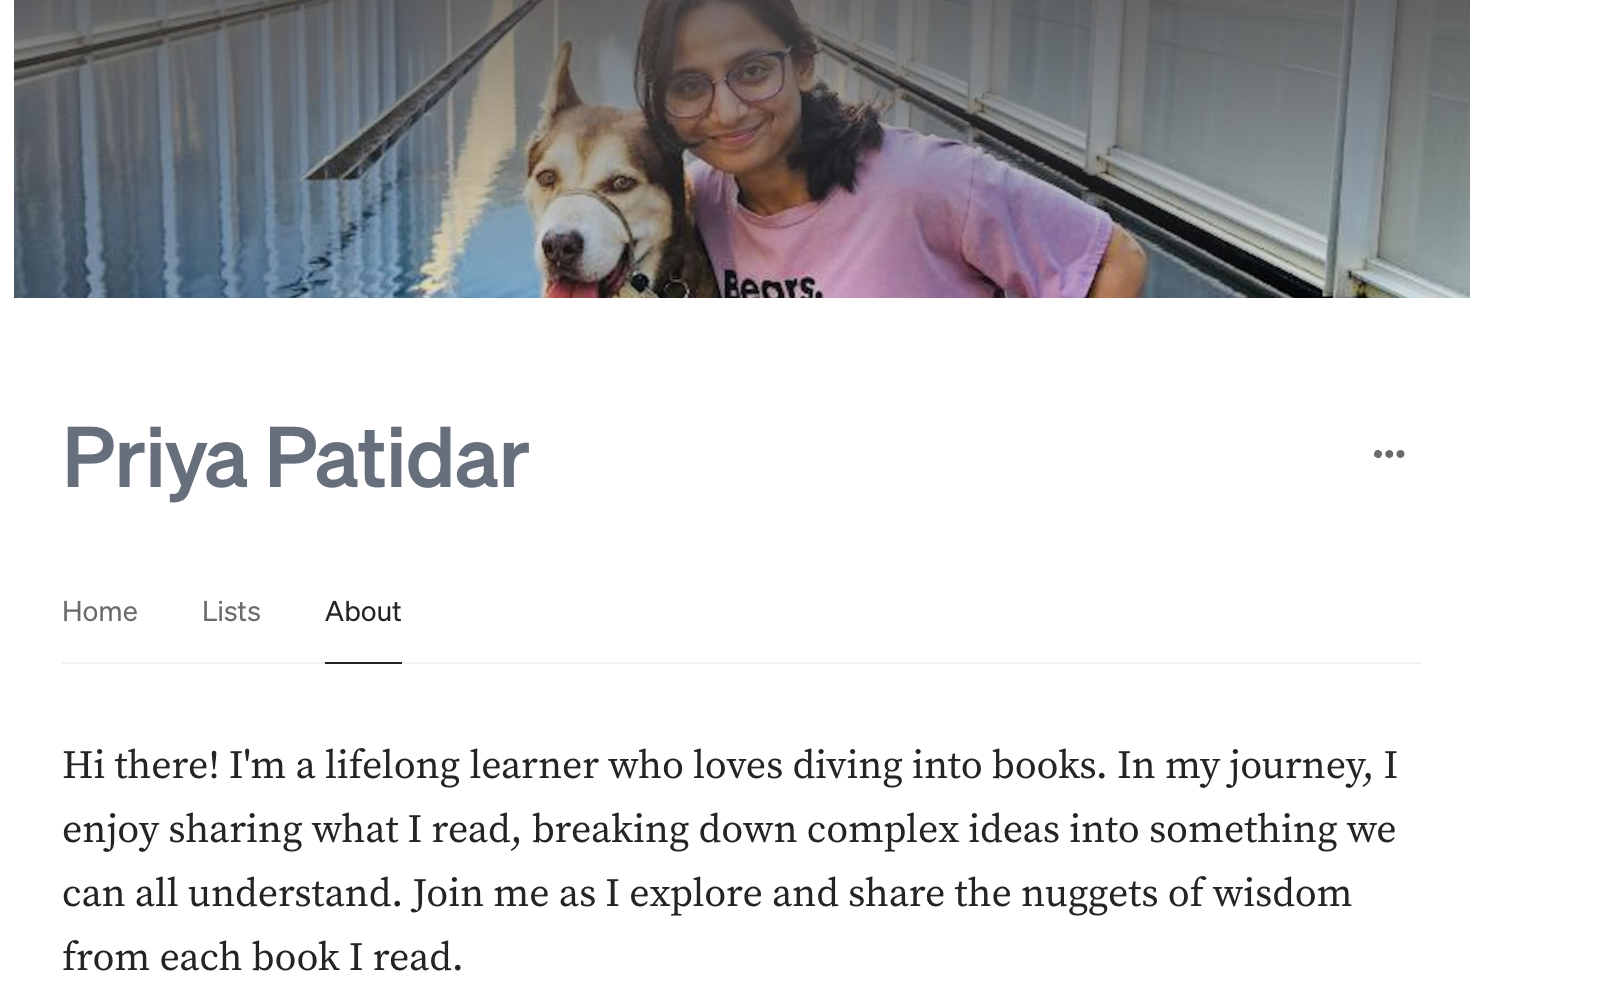 Bears.
Priya Patidar
Home Lists About
Hi there! I'm a lifelong learner who loves diving into books. In my journey, I
enjoy sharing what I read, breaking down complex ideas into something we
can all understand. Join me as I explore and share the nuggets of wisdom
from each book I read.